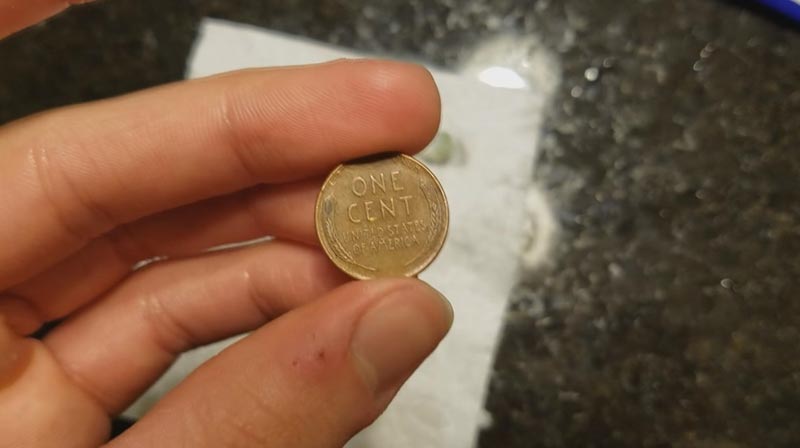 ONE
CENT
UNITED STATES
OF AMERICA